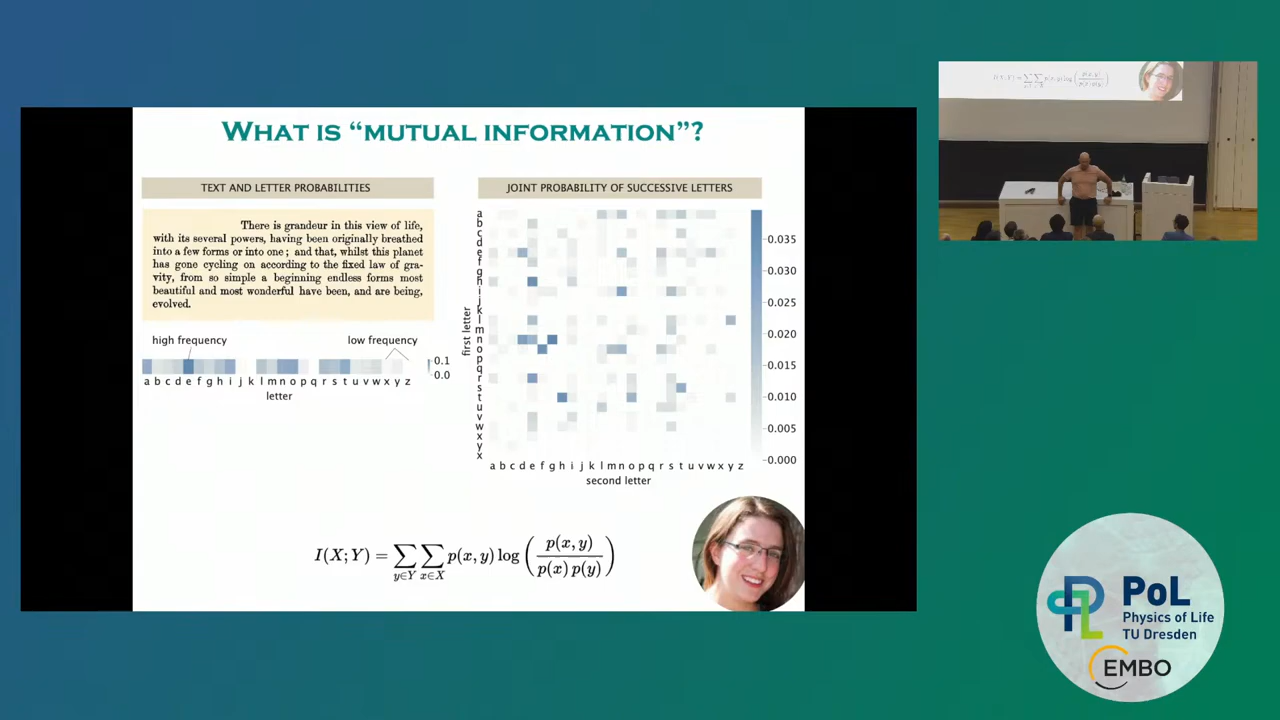 WHAT IS “MUTUAL INFORMATION”?
TEXT AND LETTER PROBABILITIES
There is grandeur in this view of life,
with its several powers, having been originally breathed
into a few forms or into one ; and that, whilst this planet
has gone cycling on according to the fixed law of gra-
vity, from so simple a beginning endless forms most
beautiful and most wonderful have been, and are being,
evolved.
high frequency low frequency
0.1
0.0
a b c d e f g h i j k l m n o p q r s t u v w x y z
letter
JOINT PROBABILITY OF SUCCESSIVE LETTERS
first letter
a
b
c
d
e
f
g
h
i
j
k
l
m
n
o
p
q
r
s
t
u
v
w
x
y
x
a b c d e f g h i j k l m n o p q r s t u v w x y z
second letter
0.035
0.030
0.025
0.020
0.015
0.010
0.005
0.000
I(X;Y) = ∑y∈Y ∑x∈X p(x,y) log ( p(x,y) / p(x) p(y) )
PoL
Physics of Life
TU Dresden
EMBO